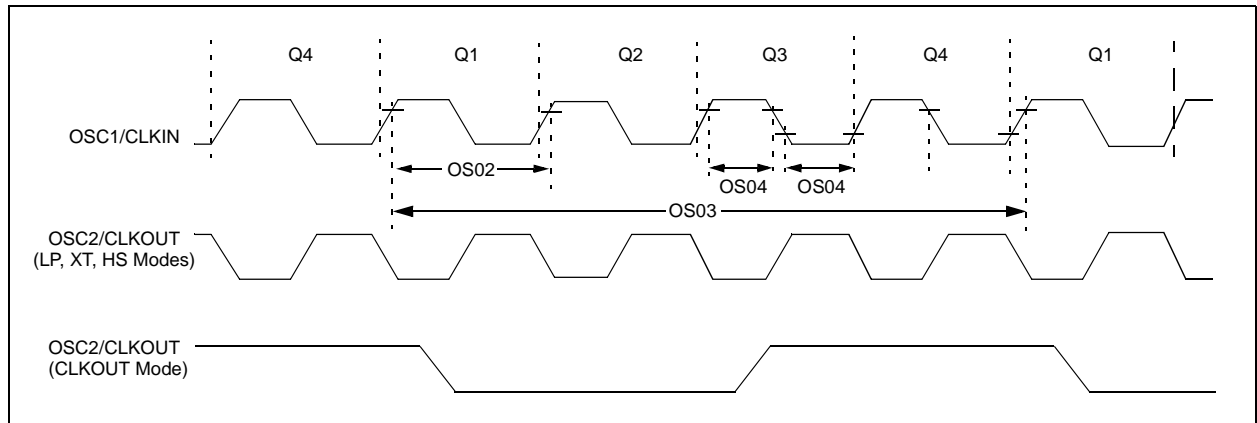 Q4 Q1 Q2 Q3 Q4 Q1
OSC1/CLKIN
OS02
OS04 OS04
OS03
OSC2/CLKOUT
(LP, XT, HS Modes)
OSC2/CLKOUT
(CLKOUT Mode)